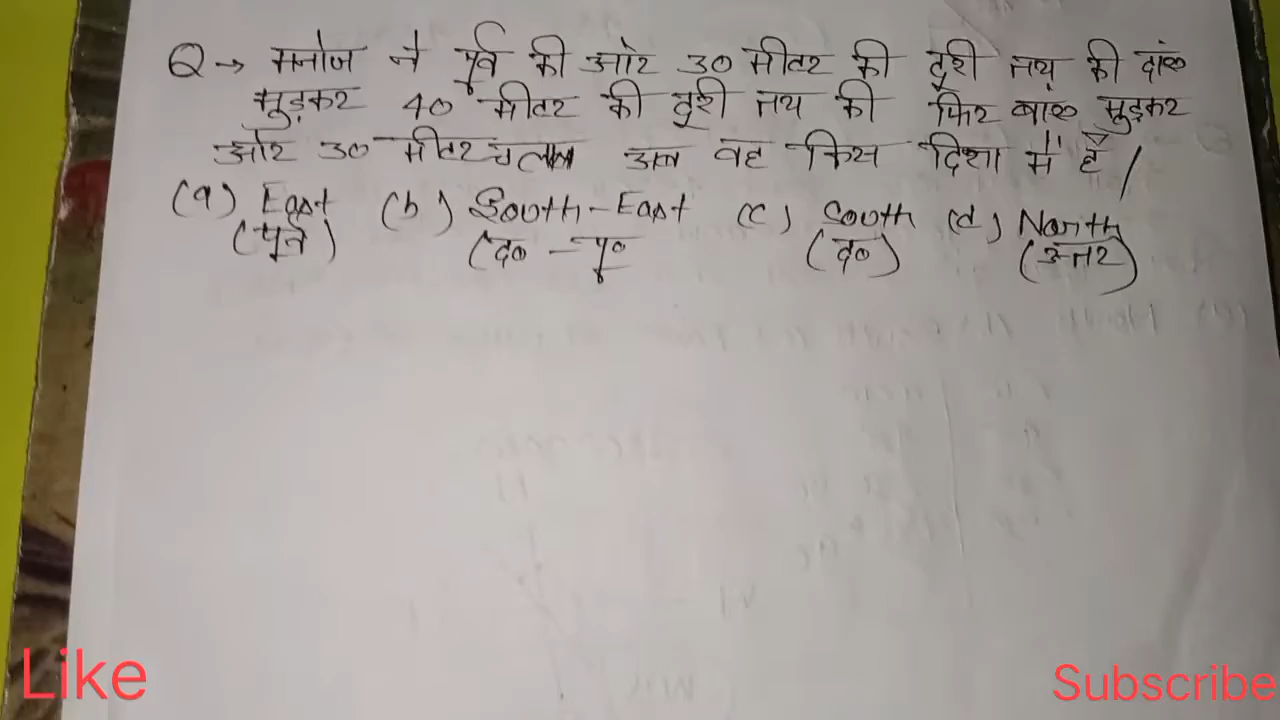 Q→ मनोज ने पूर्व की ओर 30 मीटर की दूरी तय की दांए
मुड़कर 40 मीटर की दूरी तय की फिर बाए मुड़कर
और 30 मीटर चला अब वह किस दिशा में है /
(a) East (b) South-East (c) South (d) North
(पूर्व) (द० -पू० (द०) (उत्तर)
Like
Subscribe